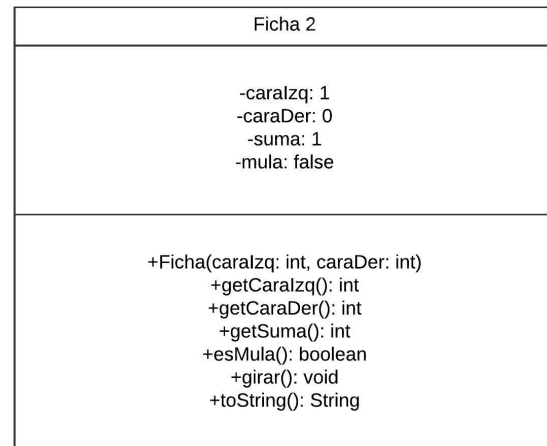 Ficha 2
-caraIzq: 1
-caraDer: 0
-suma: 1
-mula: false
+Ficha(caraIzq: int, caraDer: int)
+getCaraIzq(): int
+getCaraDer(): int
+getSuma(): int
+esMula(): boolean
+girar(): void
+toString(): String